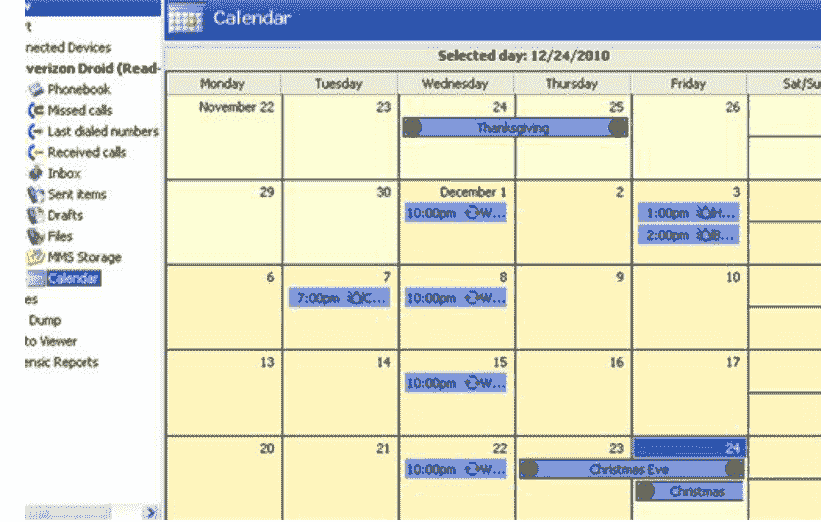 Calendar
Selected day: 12/24/2010
nected Devices
verizon Droid (Read-
Phonebook
Missed calls
Last dialed numbers
Received calls
Inbox
Sent items
Drafts
Files
MMS Storage
Calendar
es
Dump
to Viewer
ensic Reports
Monday Tuesday Wednesday Thursday Friday Sat/Su
November 22 23 24 25 26
Thanksgiving
29 30 December 1 2 3
10:00pm W... 1:00pm H...
2:00pm B...
6 7 8 9 10
7:00pm C... 10:00pm W...
13 14 15 16 17
10:00pm W...
20 21 22 23 24
10:00pm W... Christmas Eve
Christmas